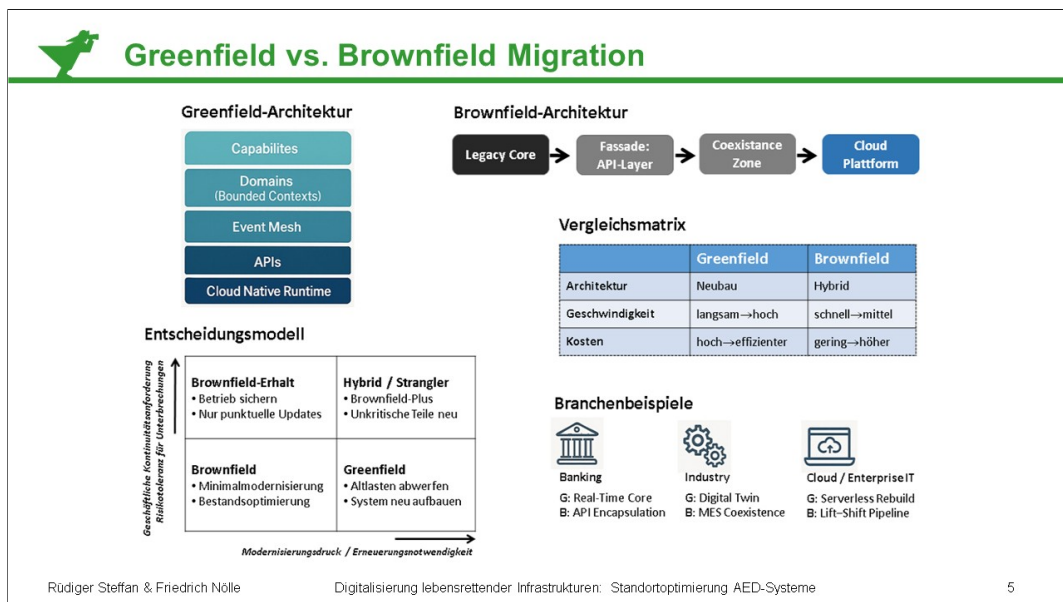 Greenfield vs. Brownfield Migration
Greenfield-Architektur
Capabilites
Domains
(Bounded Contexts)
Event Mesh
APIs
Cloud Native Runtime
Brownfield-Architektur
Legacy Core
Fassade:
API-Layer
Coexistance
Zone
Cloud
Plattform
Vergleichsmatrix
Greenfield Brownfield
Architektur Neubau Hybrid
Geschwindigkeit langsam→hoch schnell→mittel
Kosten hoch→effizienter gering→höher
Entscheidungsmodell
Geschäftliche Kontinuitätsanforderung
Risikotoleranz für Unterbrechungen
Brownfield-Erhalt
• Betrieb sichern
• Nur punktuelle Updates
Hybrid / Strangler
• Brownfield-Plus
• Unkritische Teile neu
Brownfield
• Minimalmodernisierung
• Bestandsoptimierung
Greenfield
• Altlasten abwerfen
• System neu aufbauen
Modernisierungsdruck / Erneuerungsnotwendigkeit
Branchenbeispiele
Banking
G: Real-Time Core
B: API Encapsulation
Industry
G: Digital Twin
B: MES Coexistence
Cloud / Enterprise IT
G: Serverless Rebuild
B: Lift–Shift Pipeline
Rüdiger Steffan & Friedrich Nölle
Digitalisierung lebensrettender Infrastrukturen: Standortoptimierung AED-Systeme
5